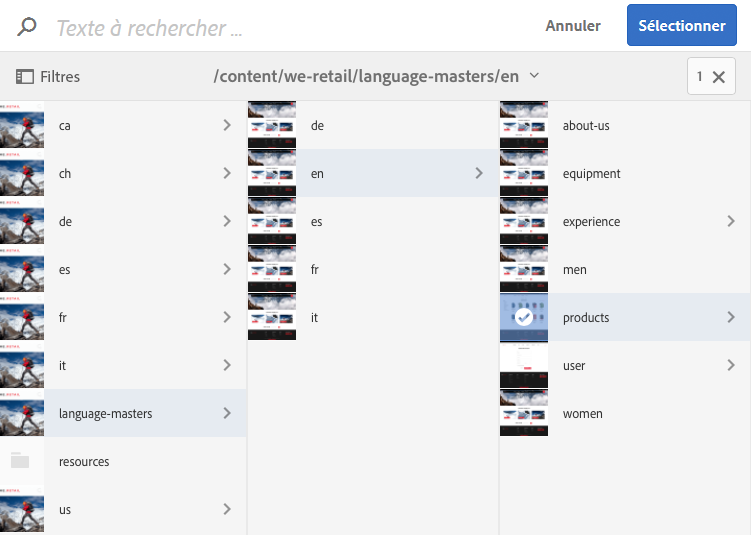 Texte à rechercher ...
Annuler
Sélectionner
Filtres
/content/we-retail/language-masters/en
1
ca
ch
de
es
fr
it
language-masters
resources
us
de
en
es
fr
it
about-us
equipment
experience
men
products
user
women